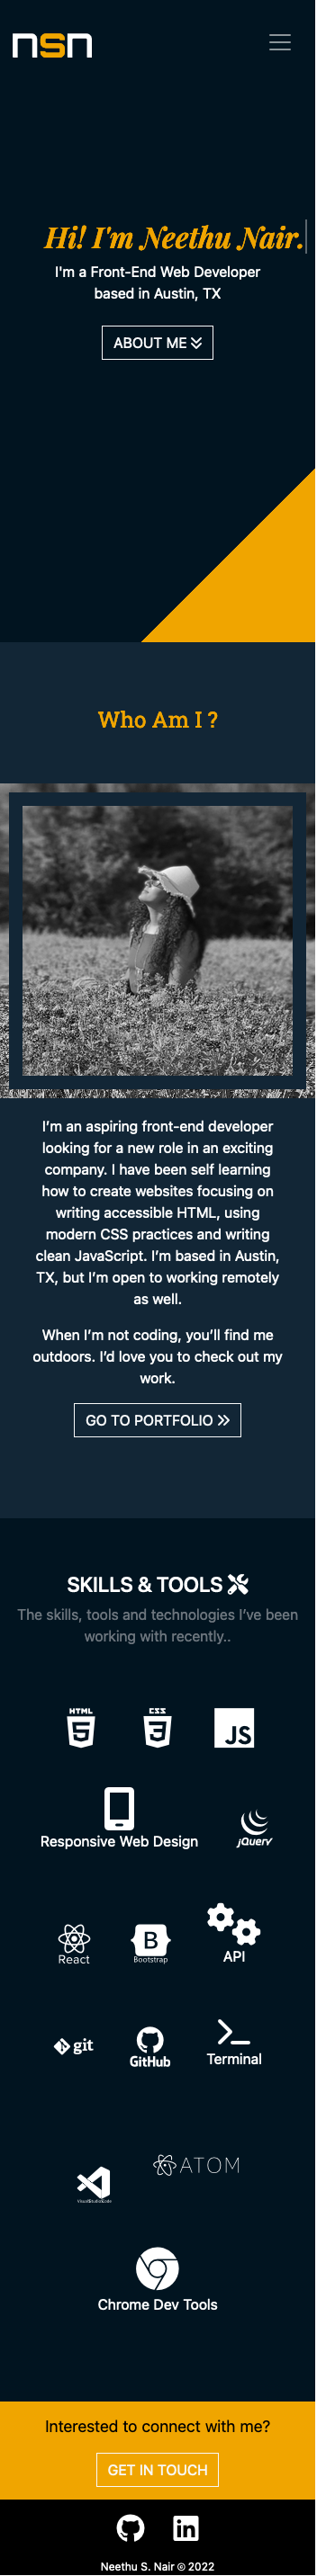 nsn
Hi! I'm Neethu Nair.
I'm a Front-End Web Developer
based in Austin, TX
ABOUT ME
Who Am I ?
I’m an aspiring front-end developer
looking for a new role in an exciting
company. I have been self learning
how to create websites focusing on
writing accessible HTML, using
modern CSS practices and writing
clean JavaScript. I’m based in Austin,
TX, but I’m open to working remotely
as well.
When I’m not coding, you’ll find me
outdoors. I’d love you to check out my
work.
GO TO PORTFOLIO
SKILLS & TOOLS
The skills, tools and technologies I’ve been
working with recently..
HTML
5
CSS
3
JS
Responsive Web Design
jQuery
React
B
Bootstrap
API
git
GitHub
Terminal
VisualStudioCode
ATOM
Chrome Dev Tools
Interested to connect with me?
GET IN TOUCH
in
Neethu S. Nair © 2022